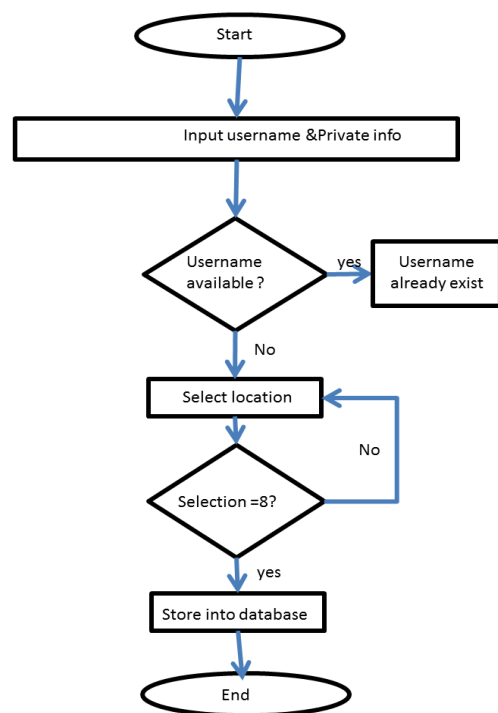 Start
Input username &Private info
Username
available ?
yes
Username
already exist
No
Select location
No
Selection =8?
yes
Store into database
End